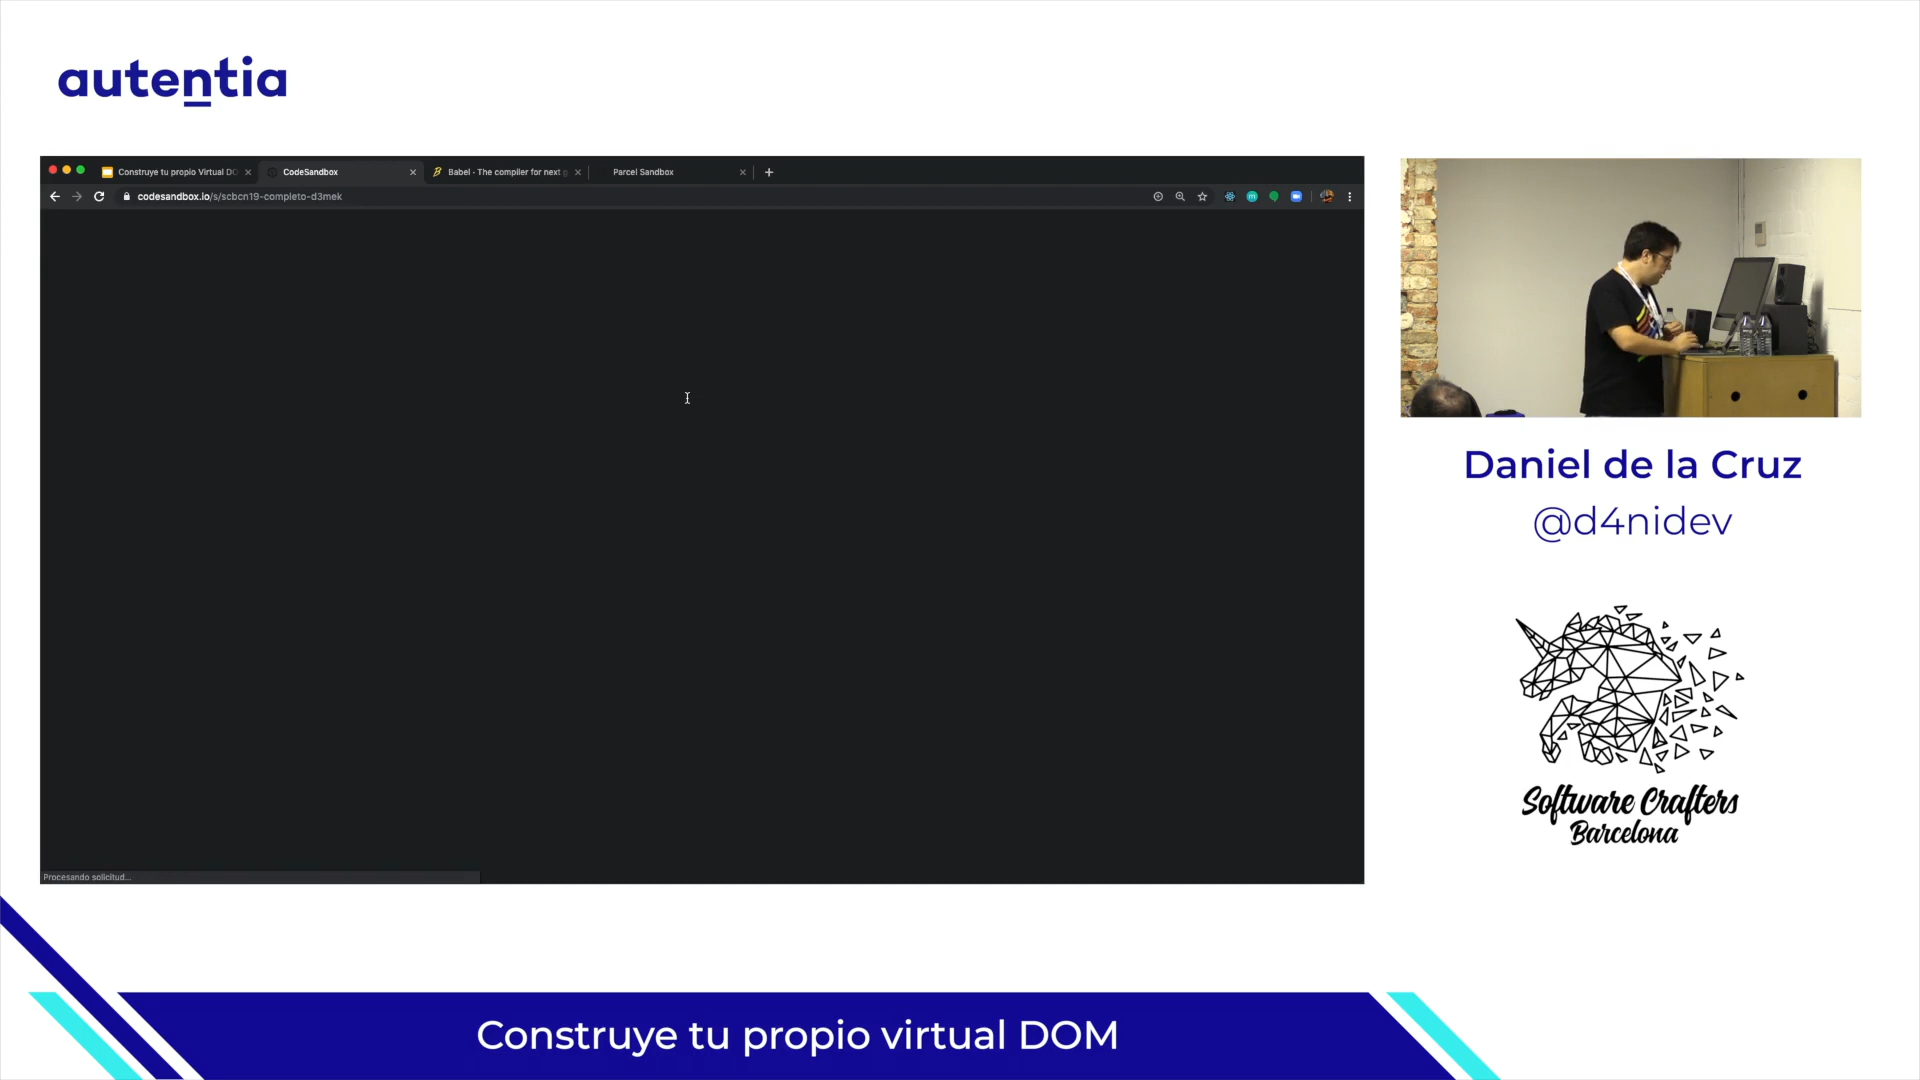 autentia
Construye tu propio Virtual DO
CodeSandbox
Babel · The compiler for next g
Parcel Sandbox
codesandbox.io/s/scbcn19-completo-d3mek
Procesando solicitud...
Daniel de la Cruz
@d4nidev
Software Crafters
Barcelona
Construye tu propio virtual DOM